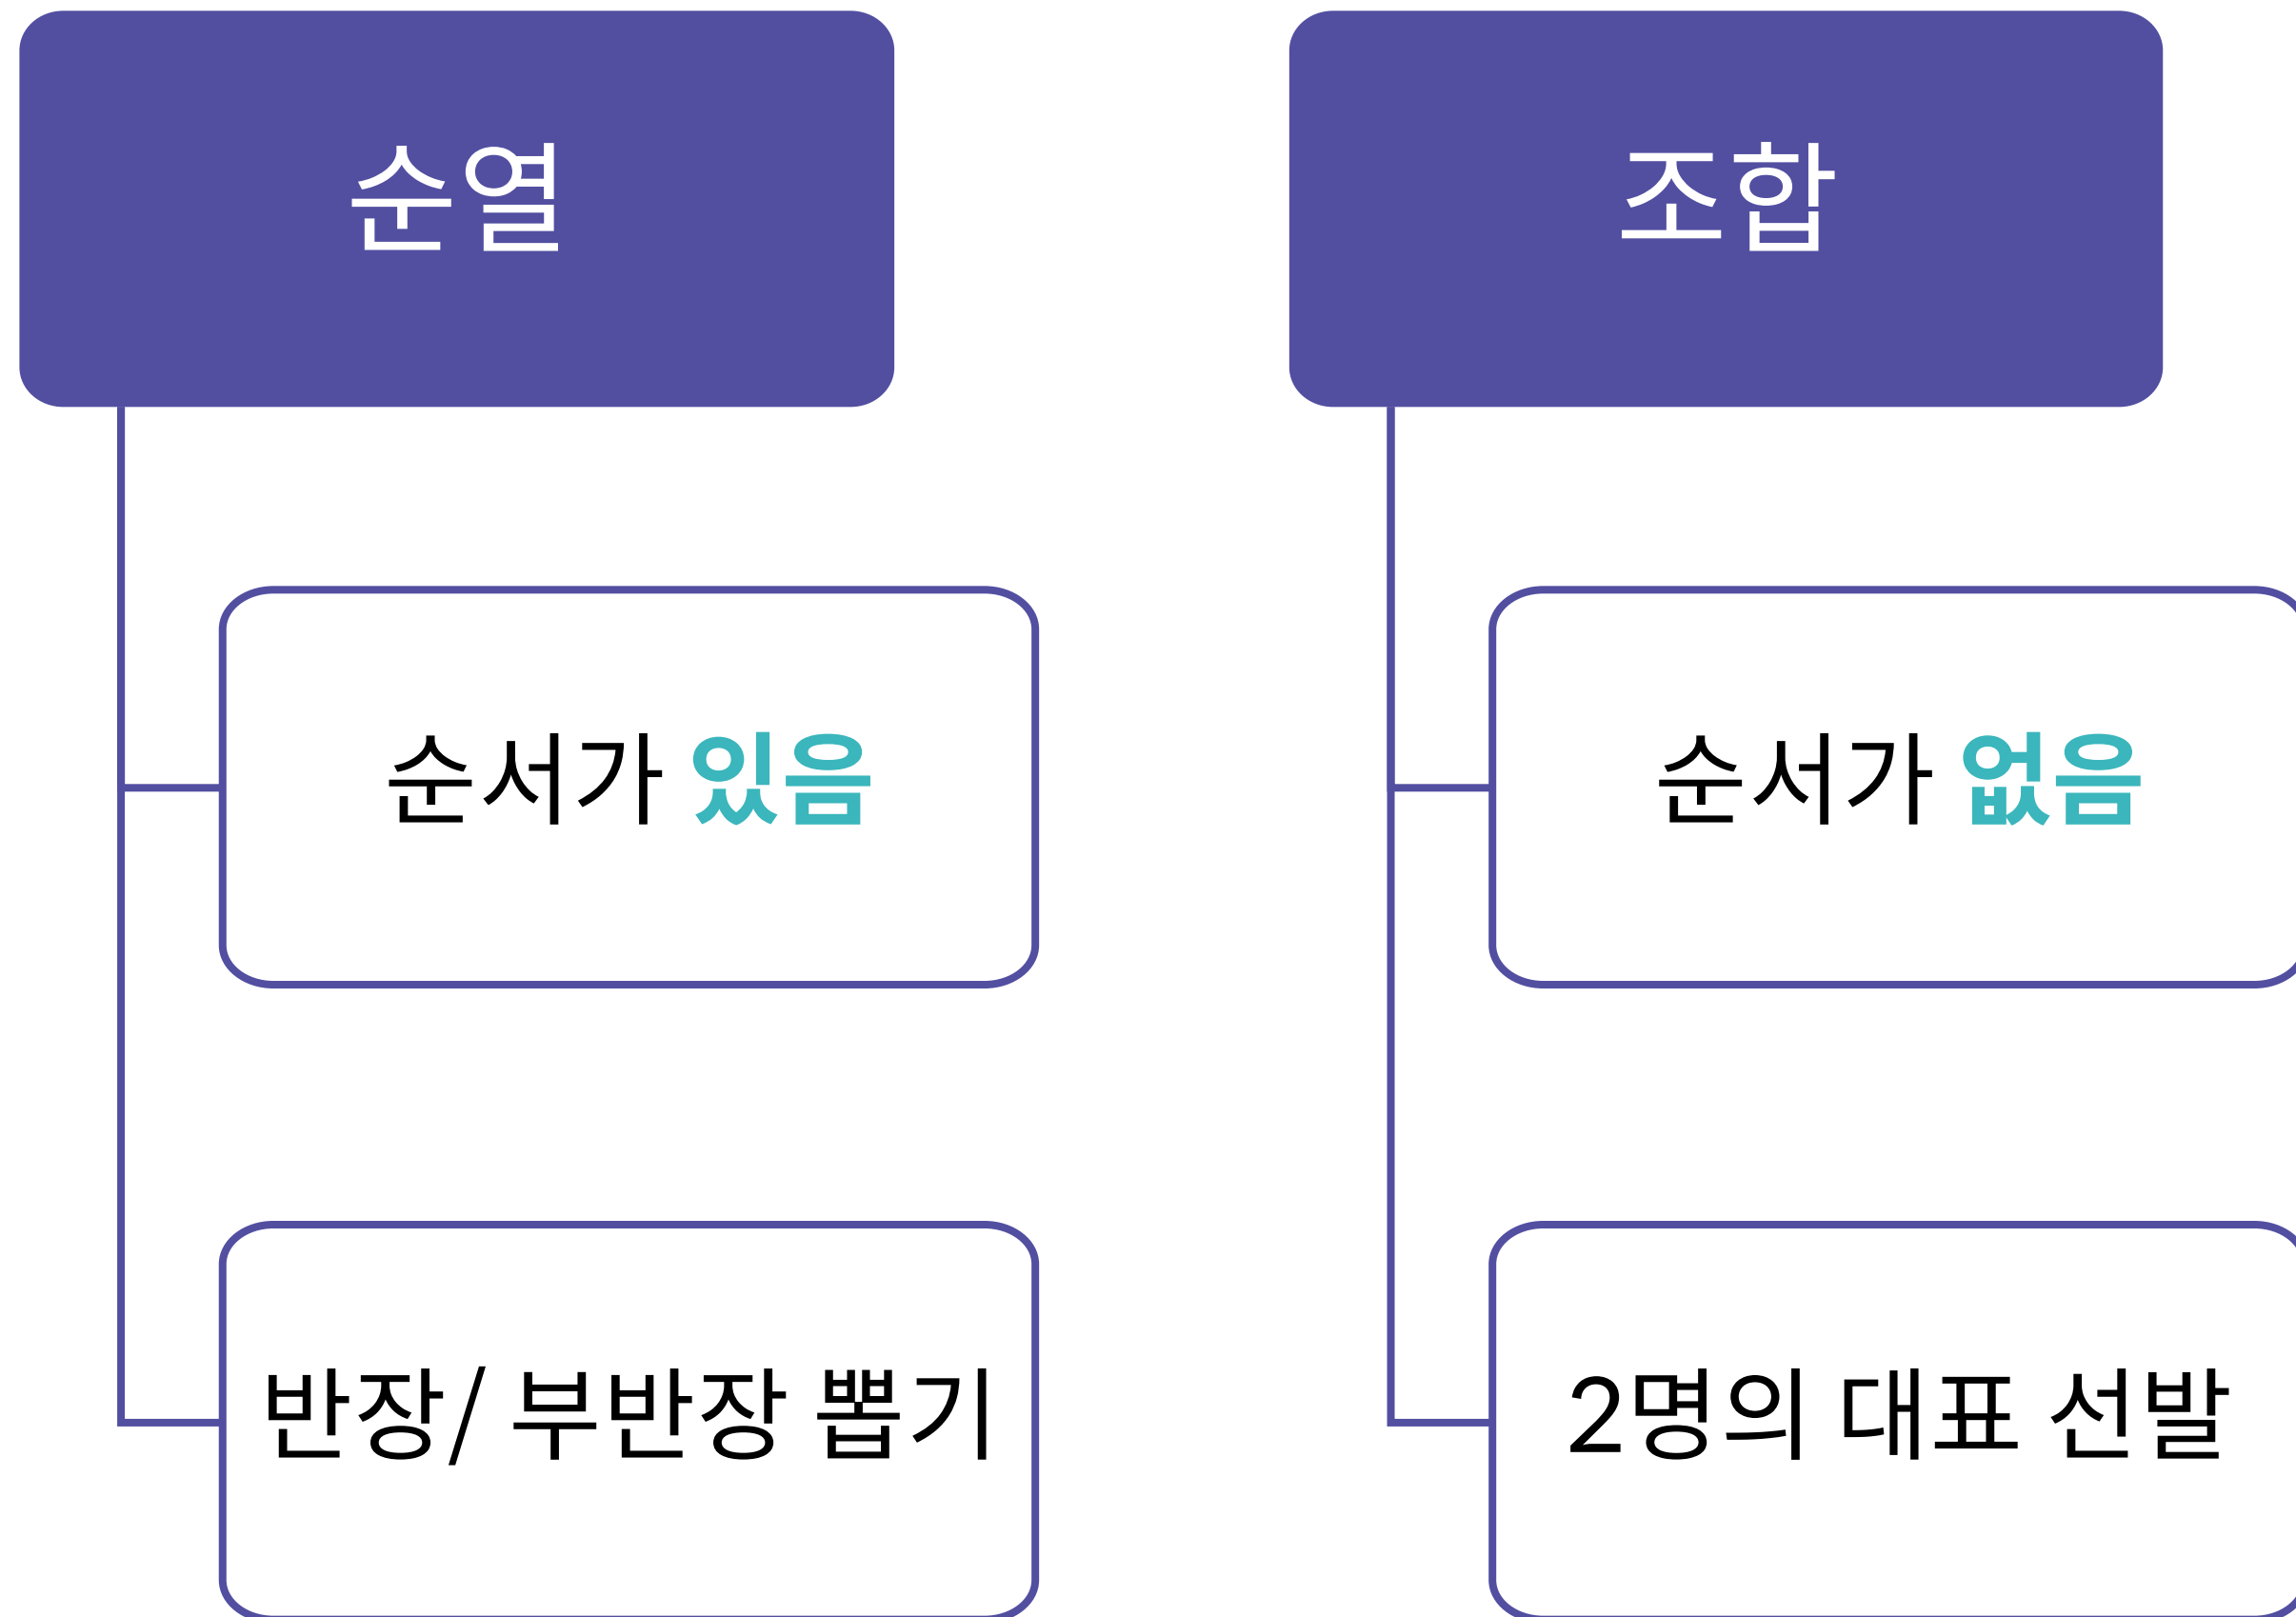 순열
순서가 있음
반장/ 부반장 뽑기
조합
순서가 없음
2명의 대표 선발